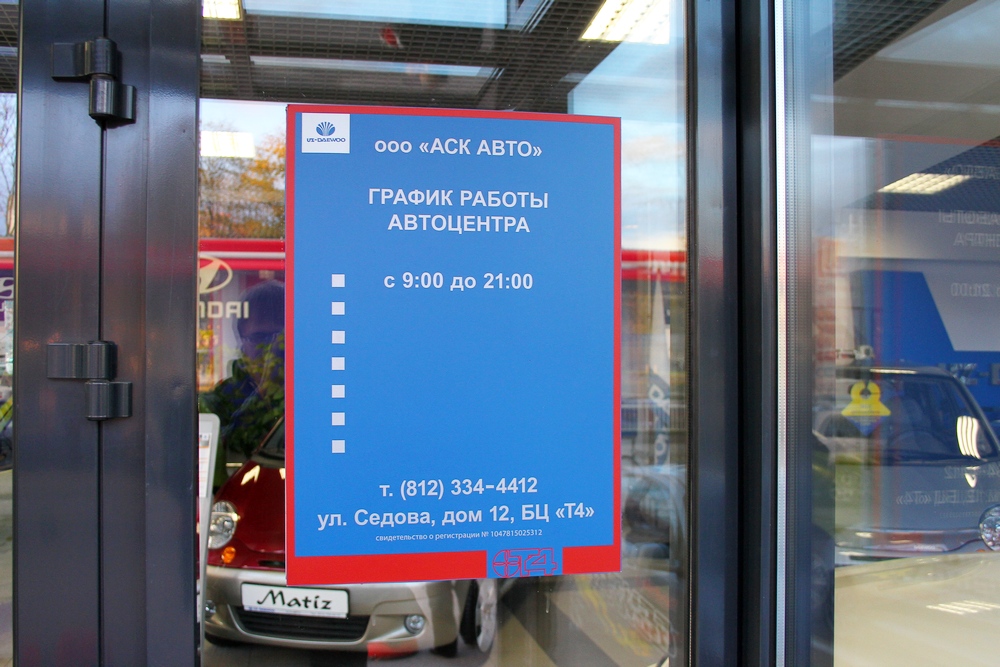 UZ-DAEWOO
ооо «АСК АВТО»
ГРАФИК РАБОТЫ
АВТОЦЕНТРА
с 9:00 до 21:00
т. (812) 334-4412
ул. Седова, дом 12, БЦ «Т4»
свидетельство о регистрации № 1047815025312
Т4
NDAI
Matiz